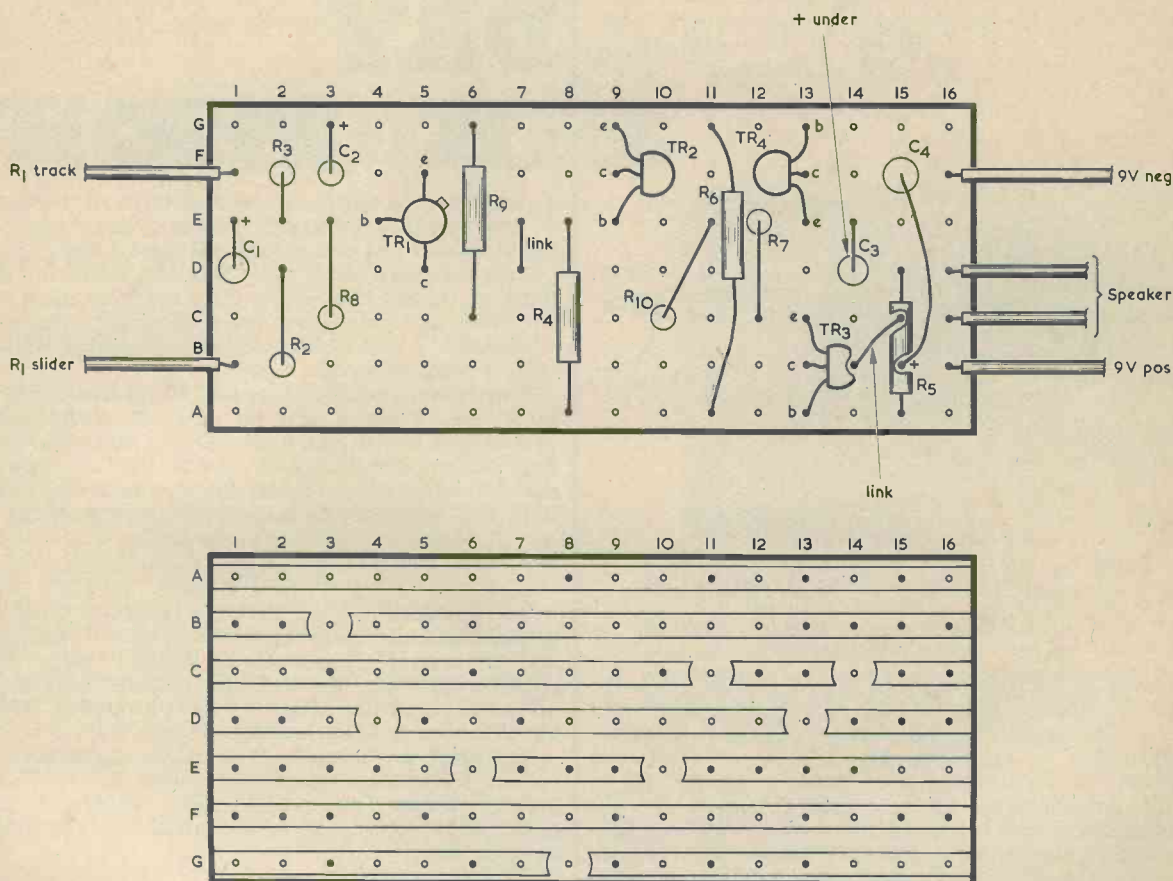 + under
1 2 3 4 5 6 7 8 9 10 11 12 13 14 15 16
G + e b
R3 C2 TR2 TR4 C4
F
R1 track e c c 9V neg
R9 R6
E + b TR1 b e
C1 link R7
D c C3
R8 R4 R10 Speaker
C e TR3
B R2
R1 slider c + 9V pos
R5
A b
link
1 2 3 4 5 6 7 8 9 10 11 12 13 14 15 16
A
B
C
D
E
F
G